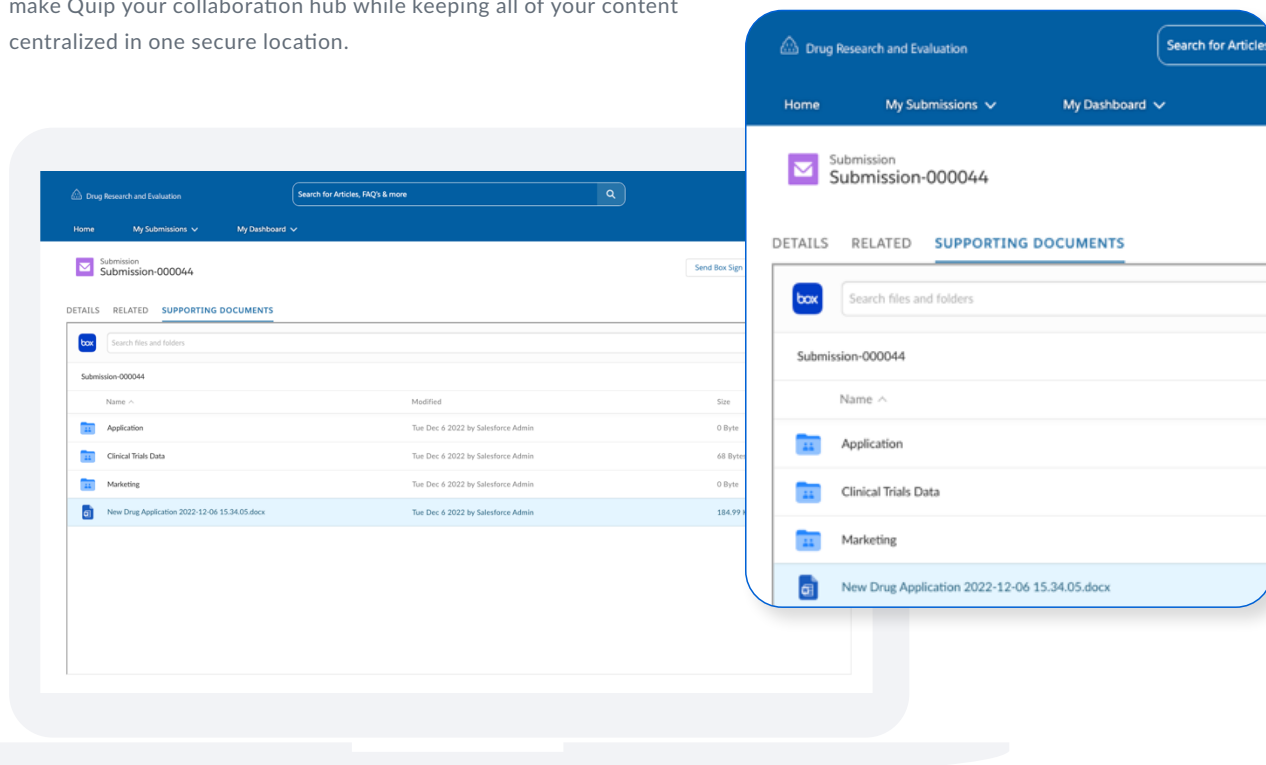 make Quip your collaboration hub while keeping all of your content
centralized in one secure location.
Drug Research and Evaluation
Search for Articles, FAQ's & more
Home My Submissions My Dashboard
Submission
Submission-000044
Send Box Sign
DETAILS RELATED SUPPORTING DOCUMENTS
box Search files and folders
Submission-000044
Name Modified Size
Application Tue Dec 6 2022 by Salesforce Admin 0 Byte
Clinical Trials Data Tue Dec 6 2022 by Salesforce Admin 68 Bytes
Marketing Tue Dec 6 2022 by Salesforce Admin 0 Byte
New Drug Application 2022-12-06 15.34.05.docx Tue Dec 6 2022 by Salesforce Admin 184.99
Drug Research and Evaluation
Search for Articles
Home My Submissions My Dashboard
Submission
Submission-000044
DETAILS RELATED SUPPORTING DOCUMENTS
box Search files and folders
Submission-000044
Name
Application
Clinical Trials Data
Marketing
New Drug Application 2022-12-06 15.34.05.docx